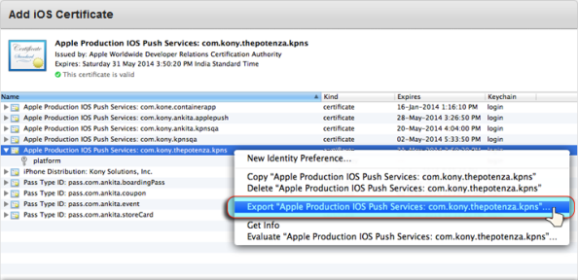 Add iOS Certificate
Certificate
Standard
Apple Production IOS Push Services: com.kony.thepotenza.kpns
Issued by: Apple Worldwide Developer Relations Certification Authority
Expires: Saturday 31 May 2014 3:50:20 PM India Standard Time
This certificate is valid
Name Kind Expires Keychain
Apple Production IOS Push Services: com.kone.containerapp certificate 16-Jan-2014 1:16:10 PM login
Apple Production IOS Push Services: com.kony.ankita.applepush certificate 28-May-2014 3:26:50 PM login
Apple Production IOS Push Services: com.kony.ankita.kpnsqa certificate 20-May-2014 4:04:00 PM login
Apple Production IOS Push Services: com.kony.kpnsqa certificate 02-May-2014 5:33:50 PM login
Apple Production IOS Push Services: com.kony.thepotenza.kpns
platform
iPhone Distribution: Kony Solutions, Inc.
Pass Type ID: pass.com.ankita.boardingPass
Pass Type ID: pass.com.ankita.coupon
Pass Type ID: pass.com.ankita.event
Pass Type ID: pass.com.ankita.storeCard
New Identity Preference...
Copy "Apple Production IOS Push Services: com.kony.thepotenza.kpns"
Delete "Apple Production IOS Push Services: com.kony.thepotenza.kpns"
Export "Apple Production IOS Push Services: com.kony.thepotenza.kpns"...
Get Info
Evaluate "Apple Production IOS Push Services: com.kony.thepotenza.kpns"...